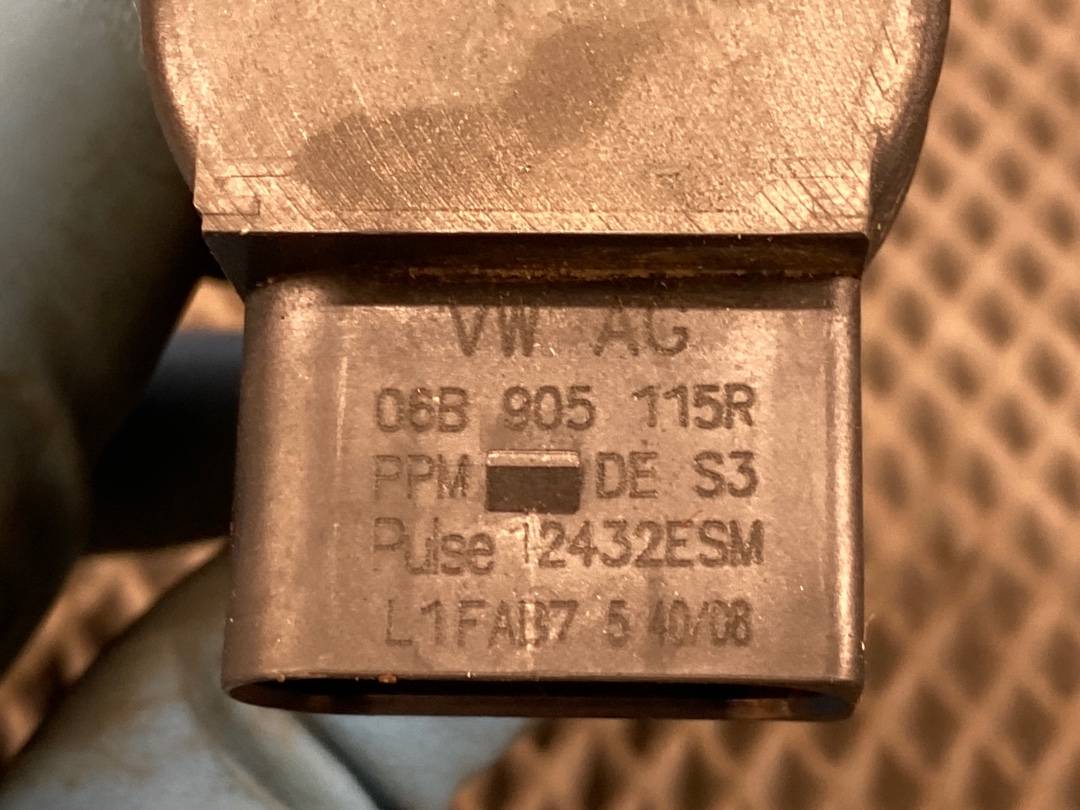 VW AG
06B 905 115R
PPM DE S3
Pulse 12432ESM
L1FAB7 5 40/08